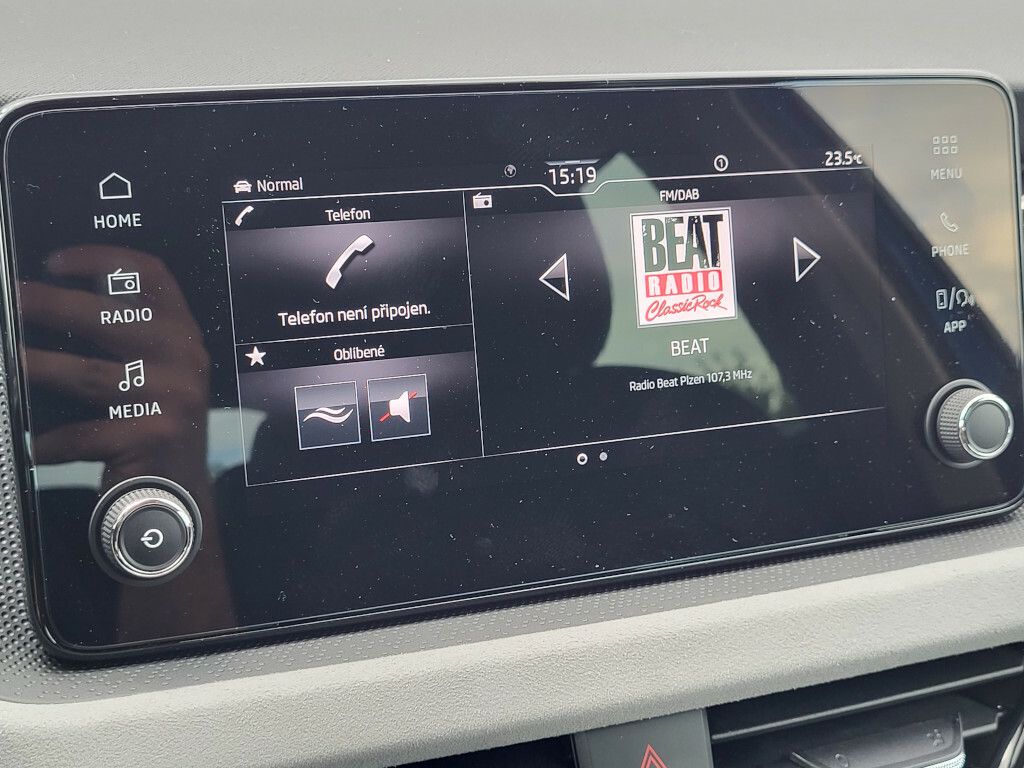 HOME
RADIO
MEDIA
Normal
15:19
1
23.5°C
Telefon
Telefon není připojen.
Oblíbené
FM/DAB
BEAT
RADIO
ClassicRock
BEAT
Radio Beat Plzen 107,3 MHz
MENU
PHONE
APP